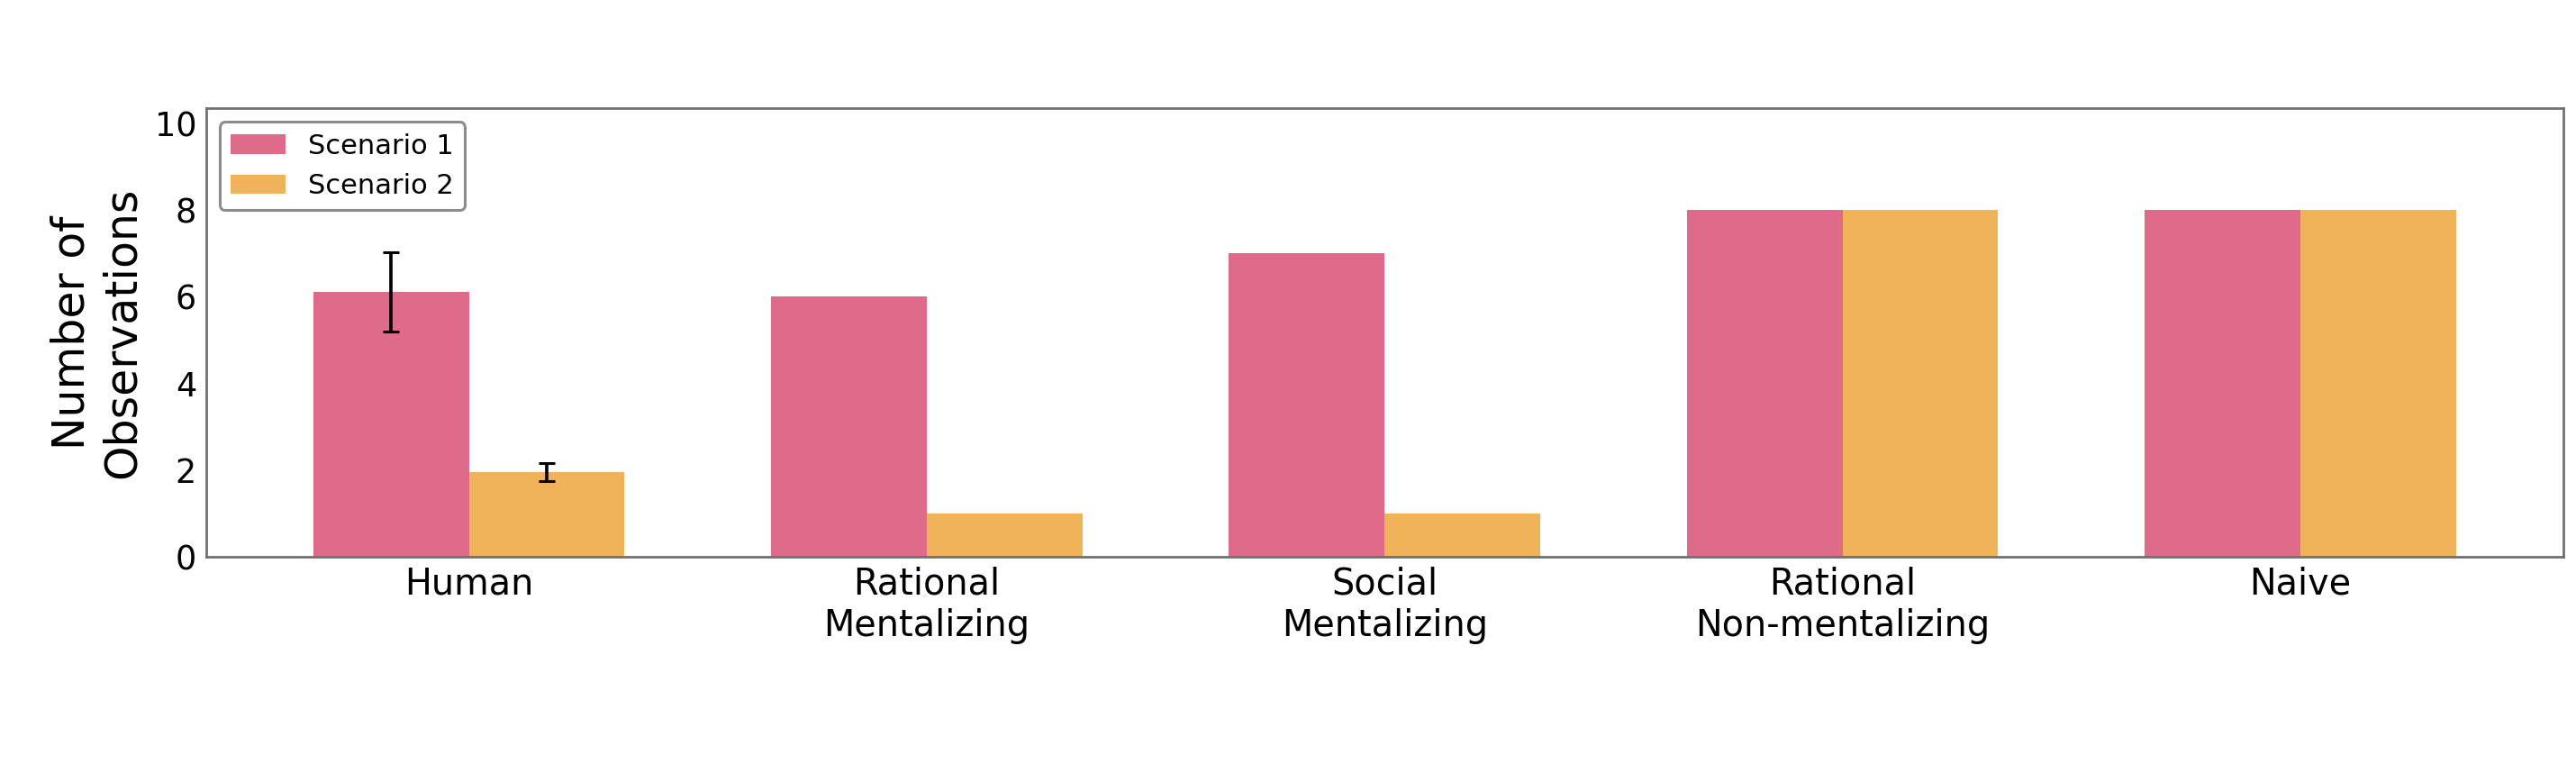 Number of
Observations
10
8
6
4
2
0
Scenario 1
Scenario 2
Human
Rational
Mentalizing
Social
Mentalizing
Rational
Non-mentalizing
Naive